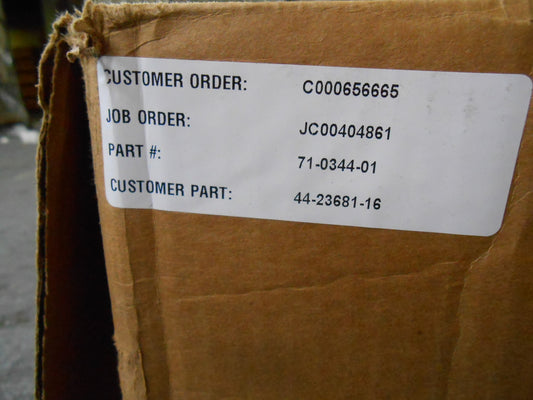 CUSTOMER ORDER: C000656665
JOB ORDER: JC00404861
PART #: 71-0344-01
CUSTOMER PART: 44-23681-16